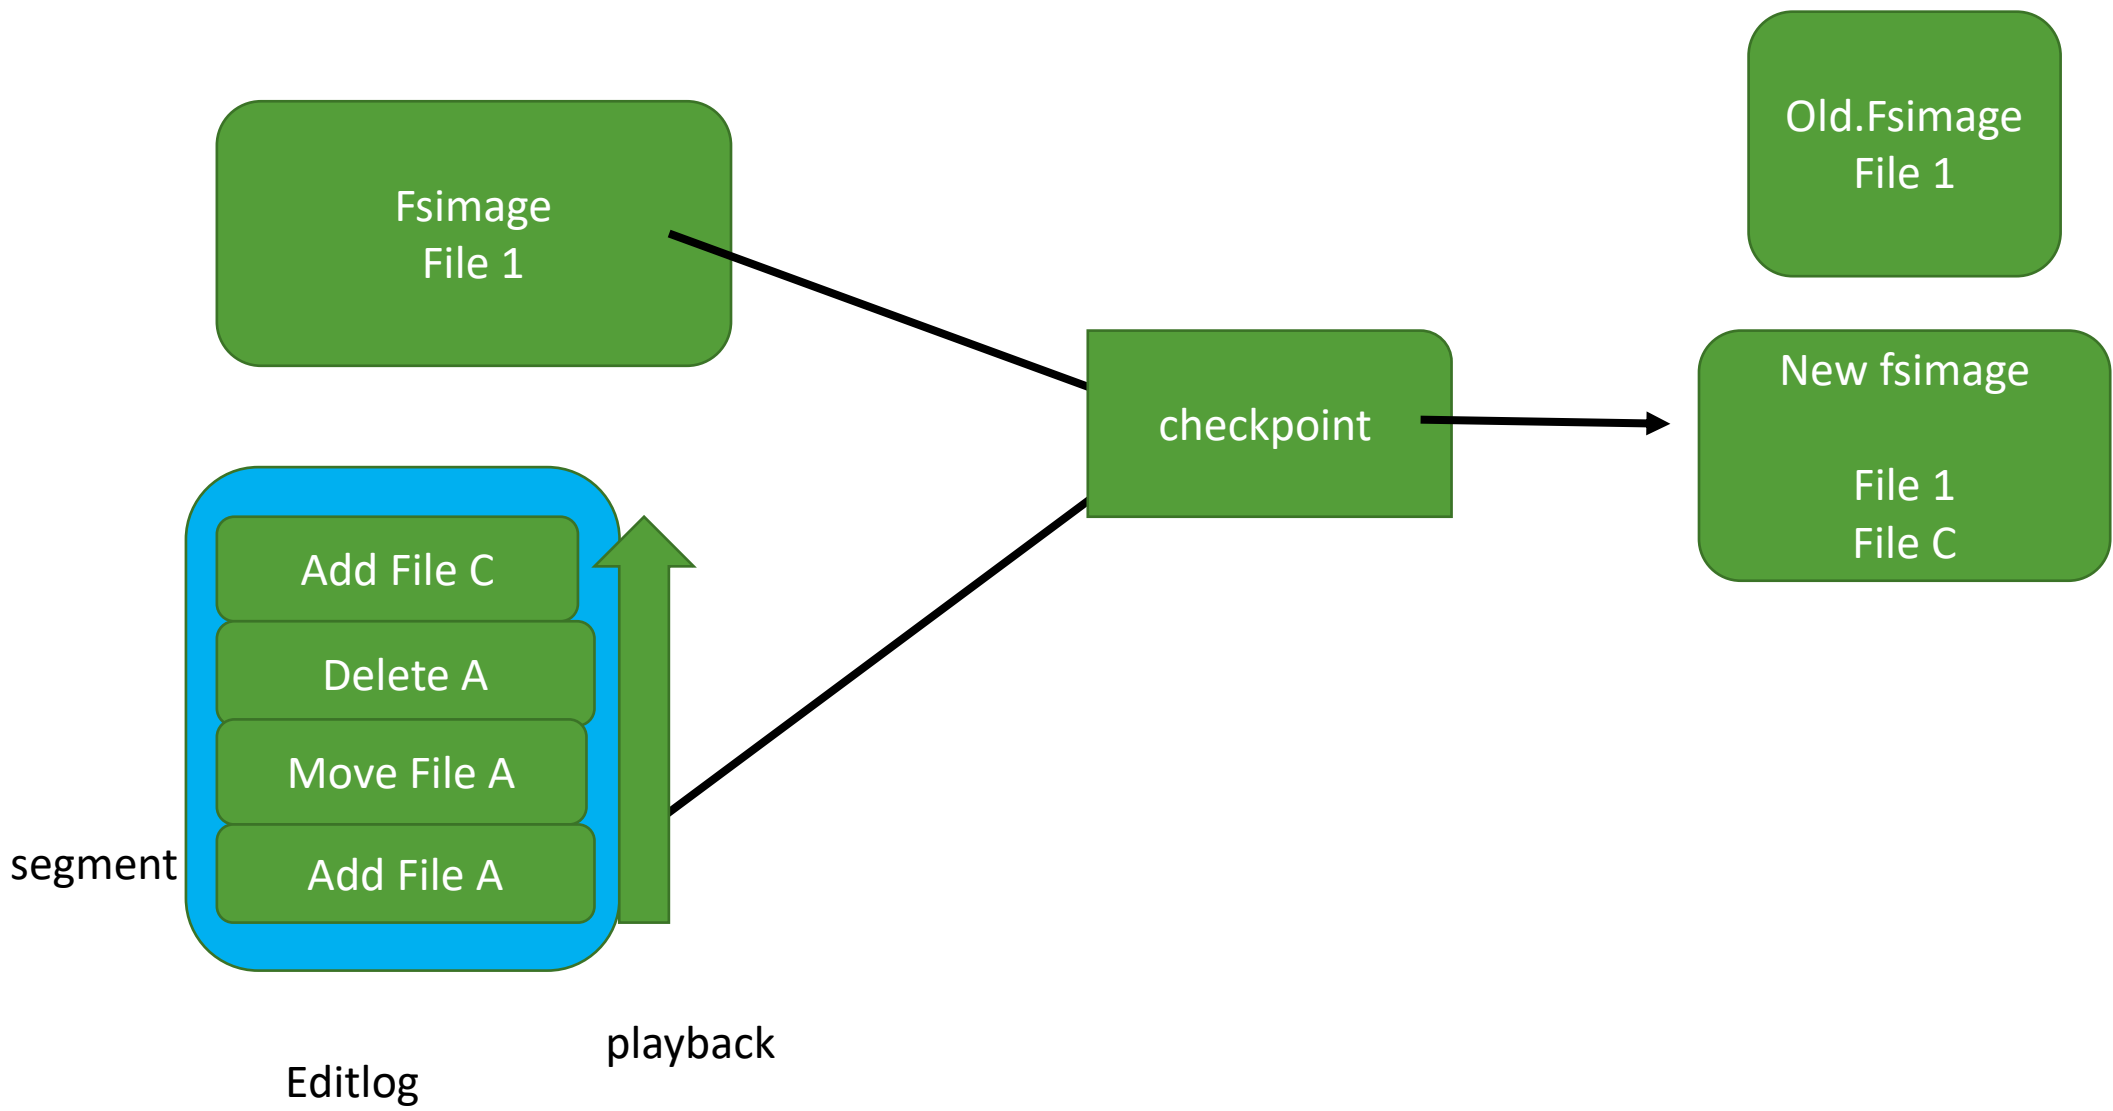 Old.Fsimage
File 1
Fsimage
File 1
checkpoint
New fsimage
File 1
File C
Add File C
Delete A
Move File A
Add File A
segment
playback
Editlog